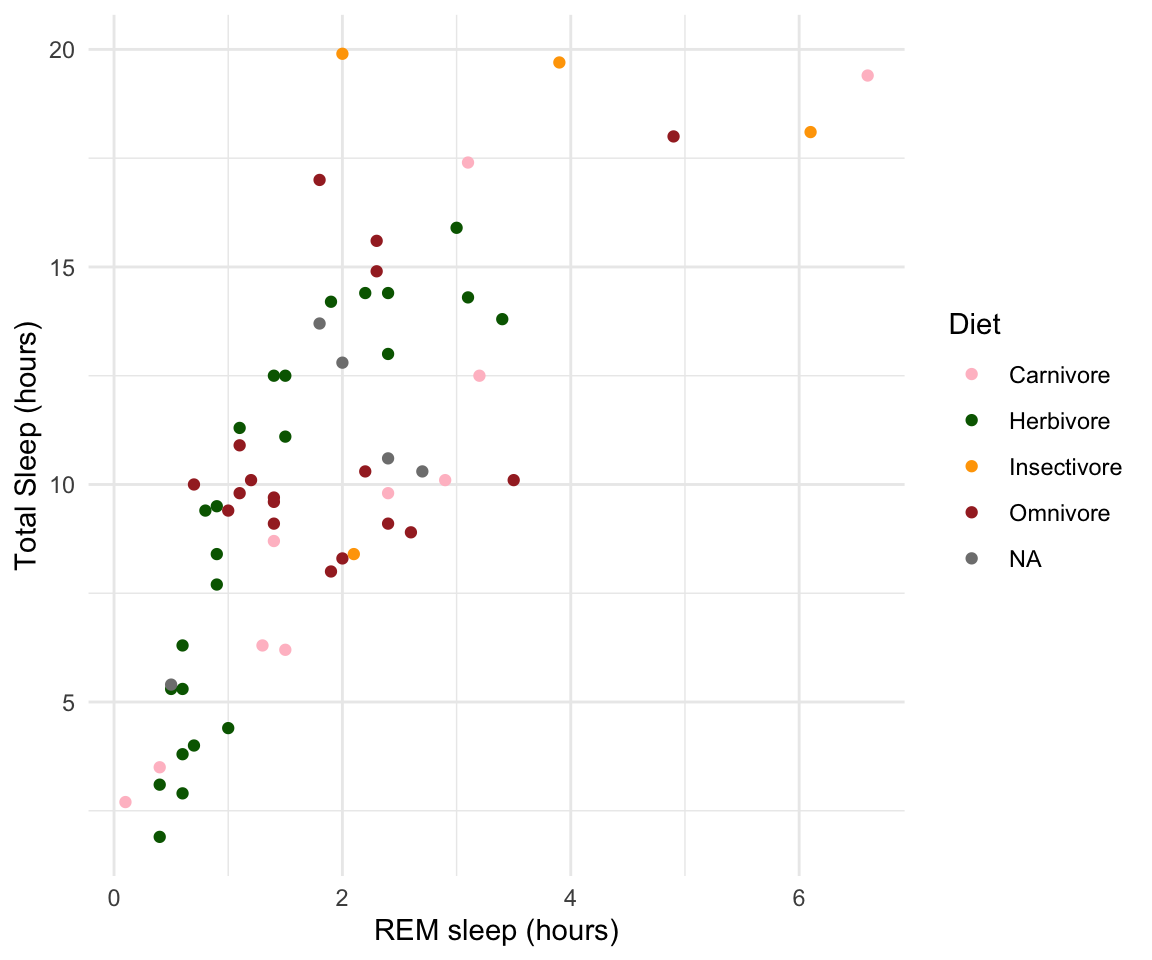 20
15
10
5
0
2
4
6
Total Sleep (hours)
REM sleep (hours)
Diet
Carnivore
Herbivore
Insectivore
Omnivore
NA